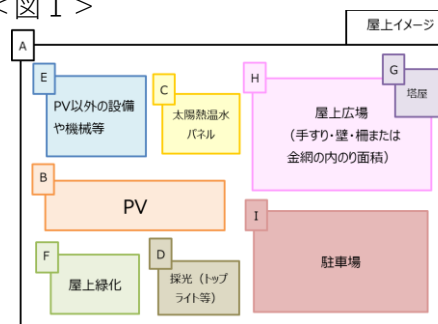 <図1>
屋上イメージ
A
E
PV以外の設備
や機械等
C
太陽熱温水
パネル
H
屋上広場
(手すり・壁・柵または
金網の内のり面積)
G
塔屋
B
PV
I
駐車場
F
屋上緑化
D
採光(トップ
ライト等)